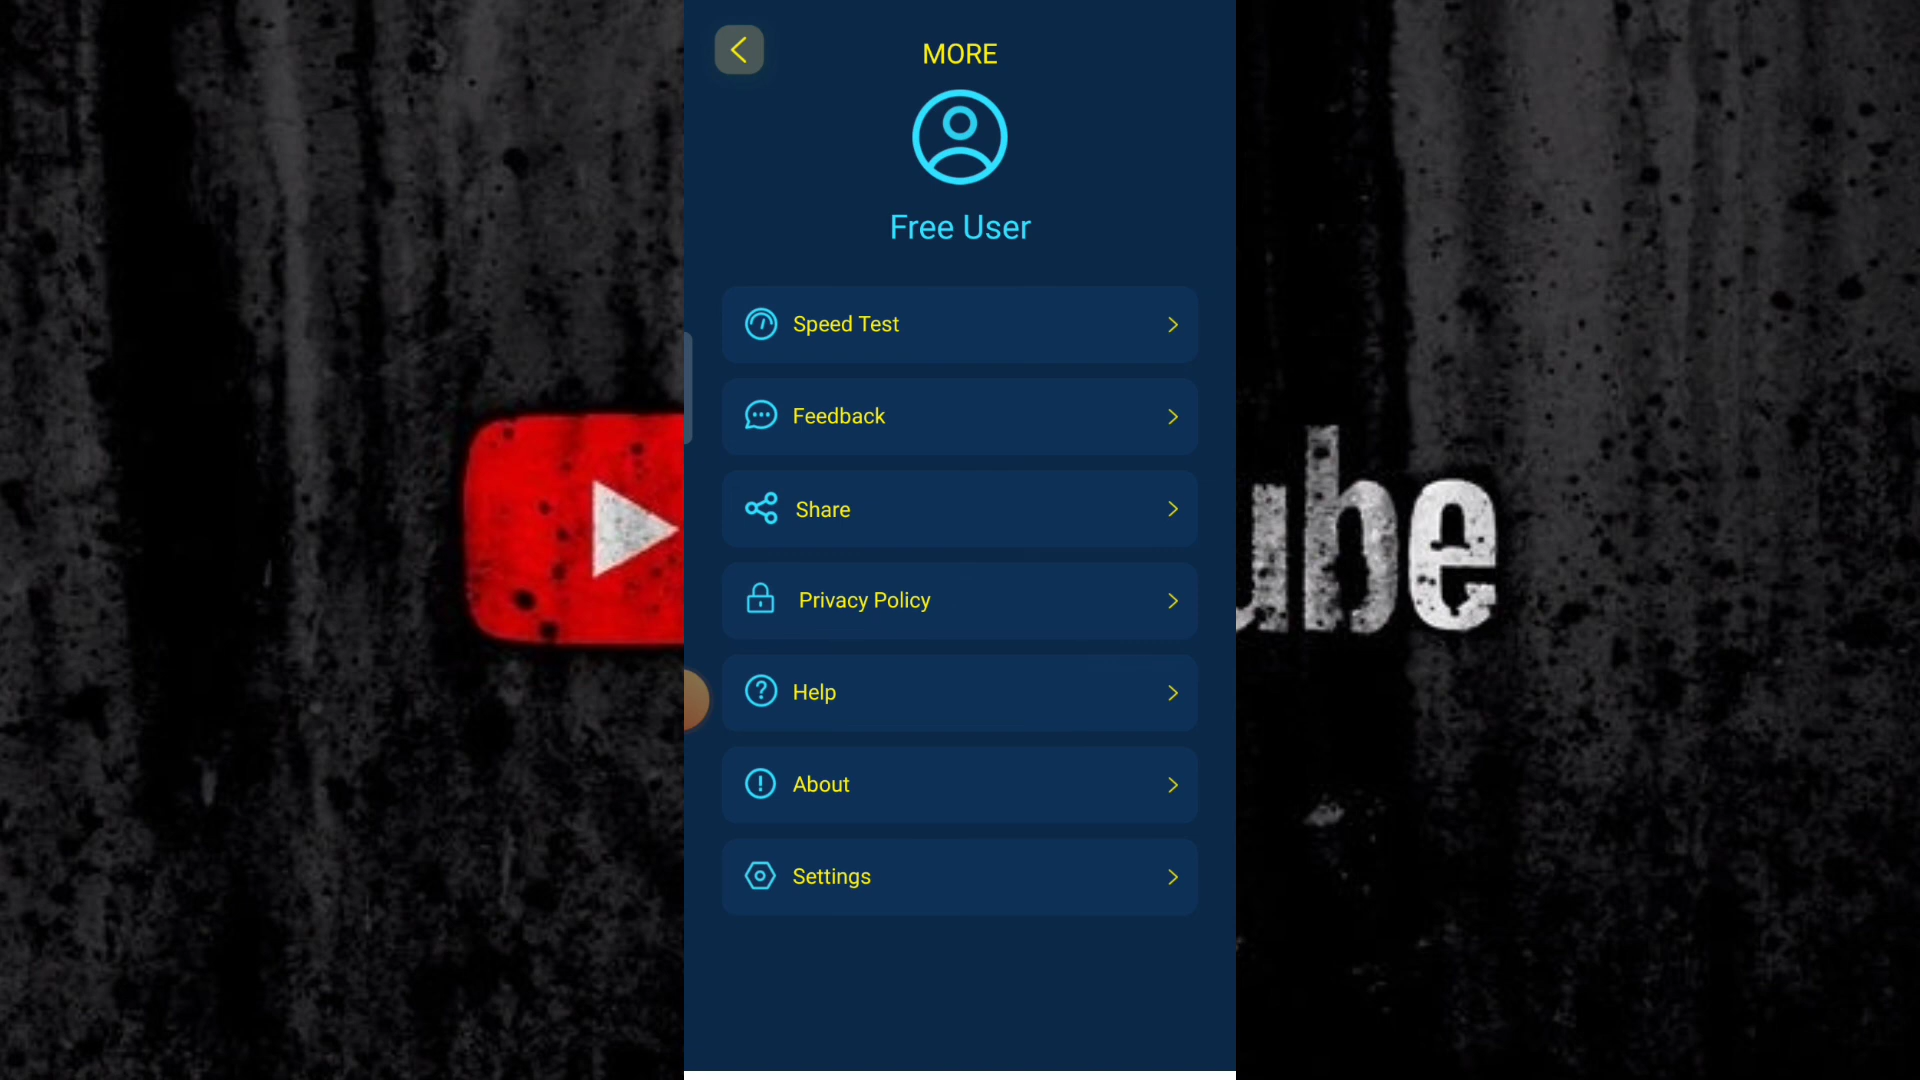 MORE
Free User
Speed Test
Feedback
Share
Privacy Policy
Help
About
Settings
ube